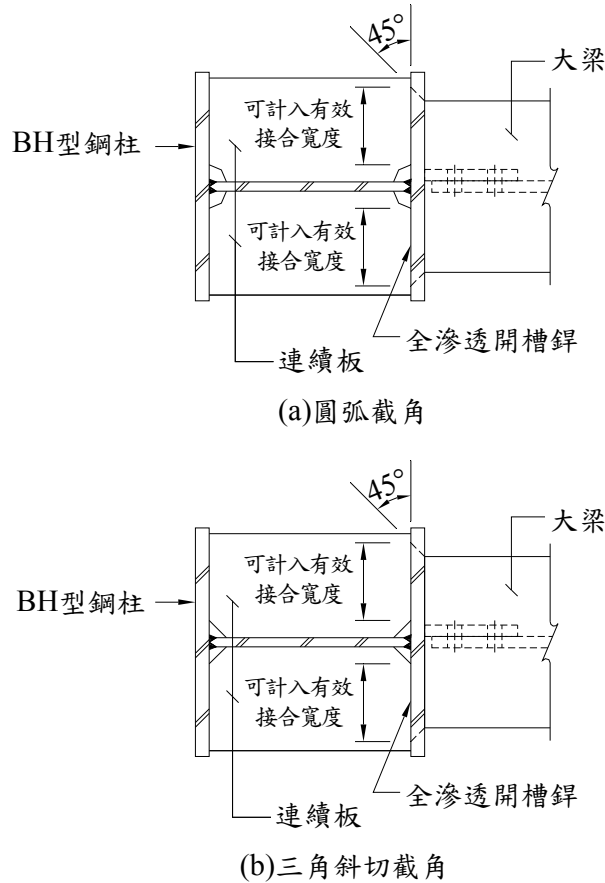 45°
大梁
可計入有效
接合寬度
BH型鋼柱
可計入有效
接合寬度
全滲透開槽銲
連續板
(a)圓弧截角
45°
大梁
可計入有效
接合寬度
BH型鋼柱
可計入有效
接合寬度
全滲透開槽銲
連續板
(b)三角斜切截角